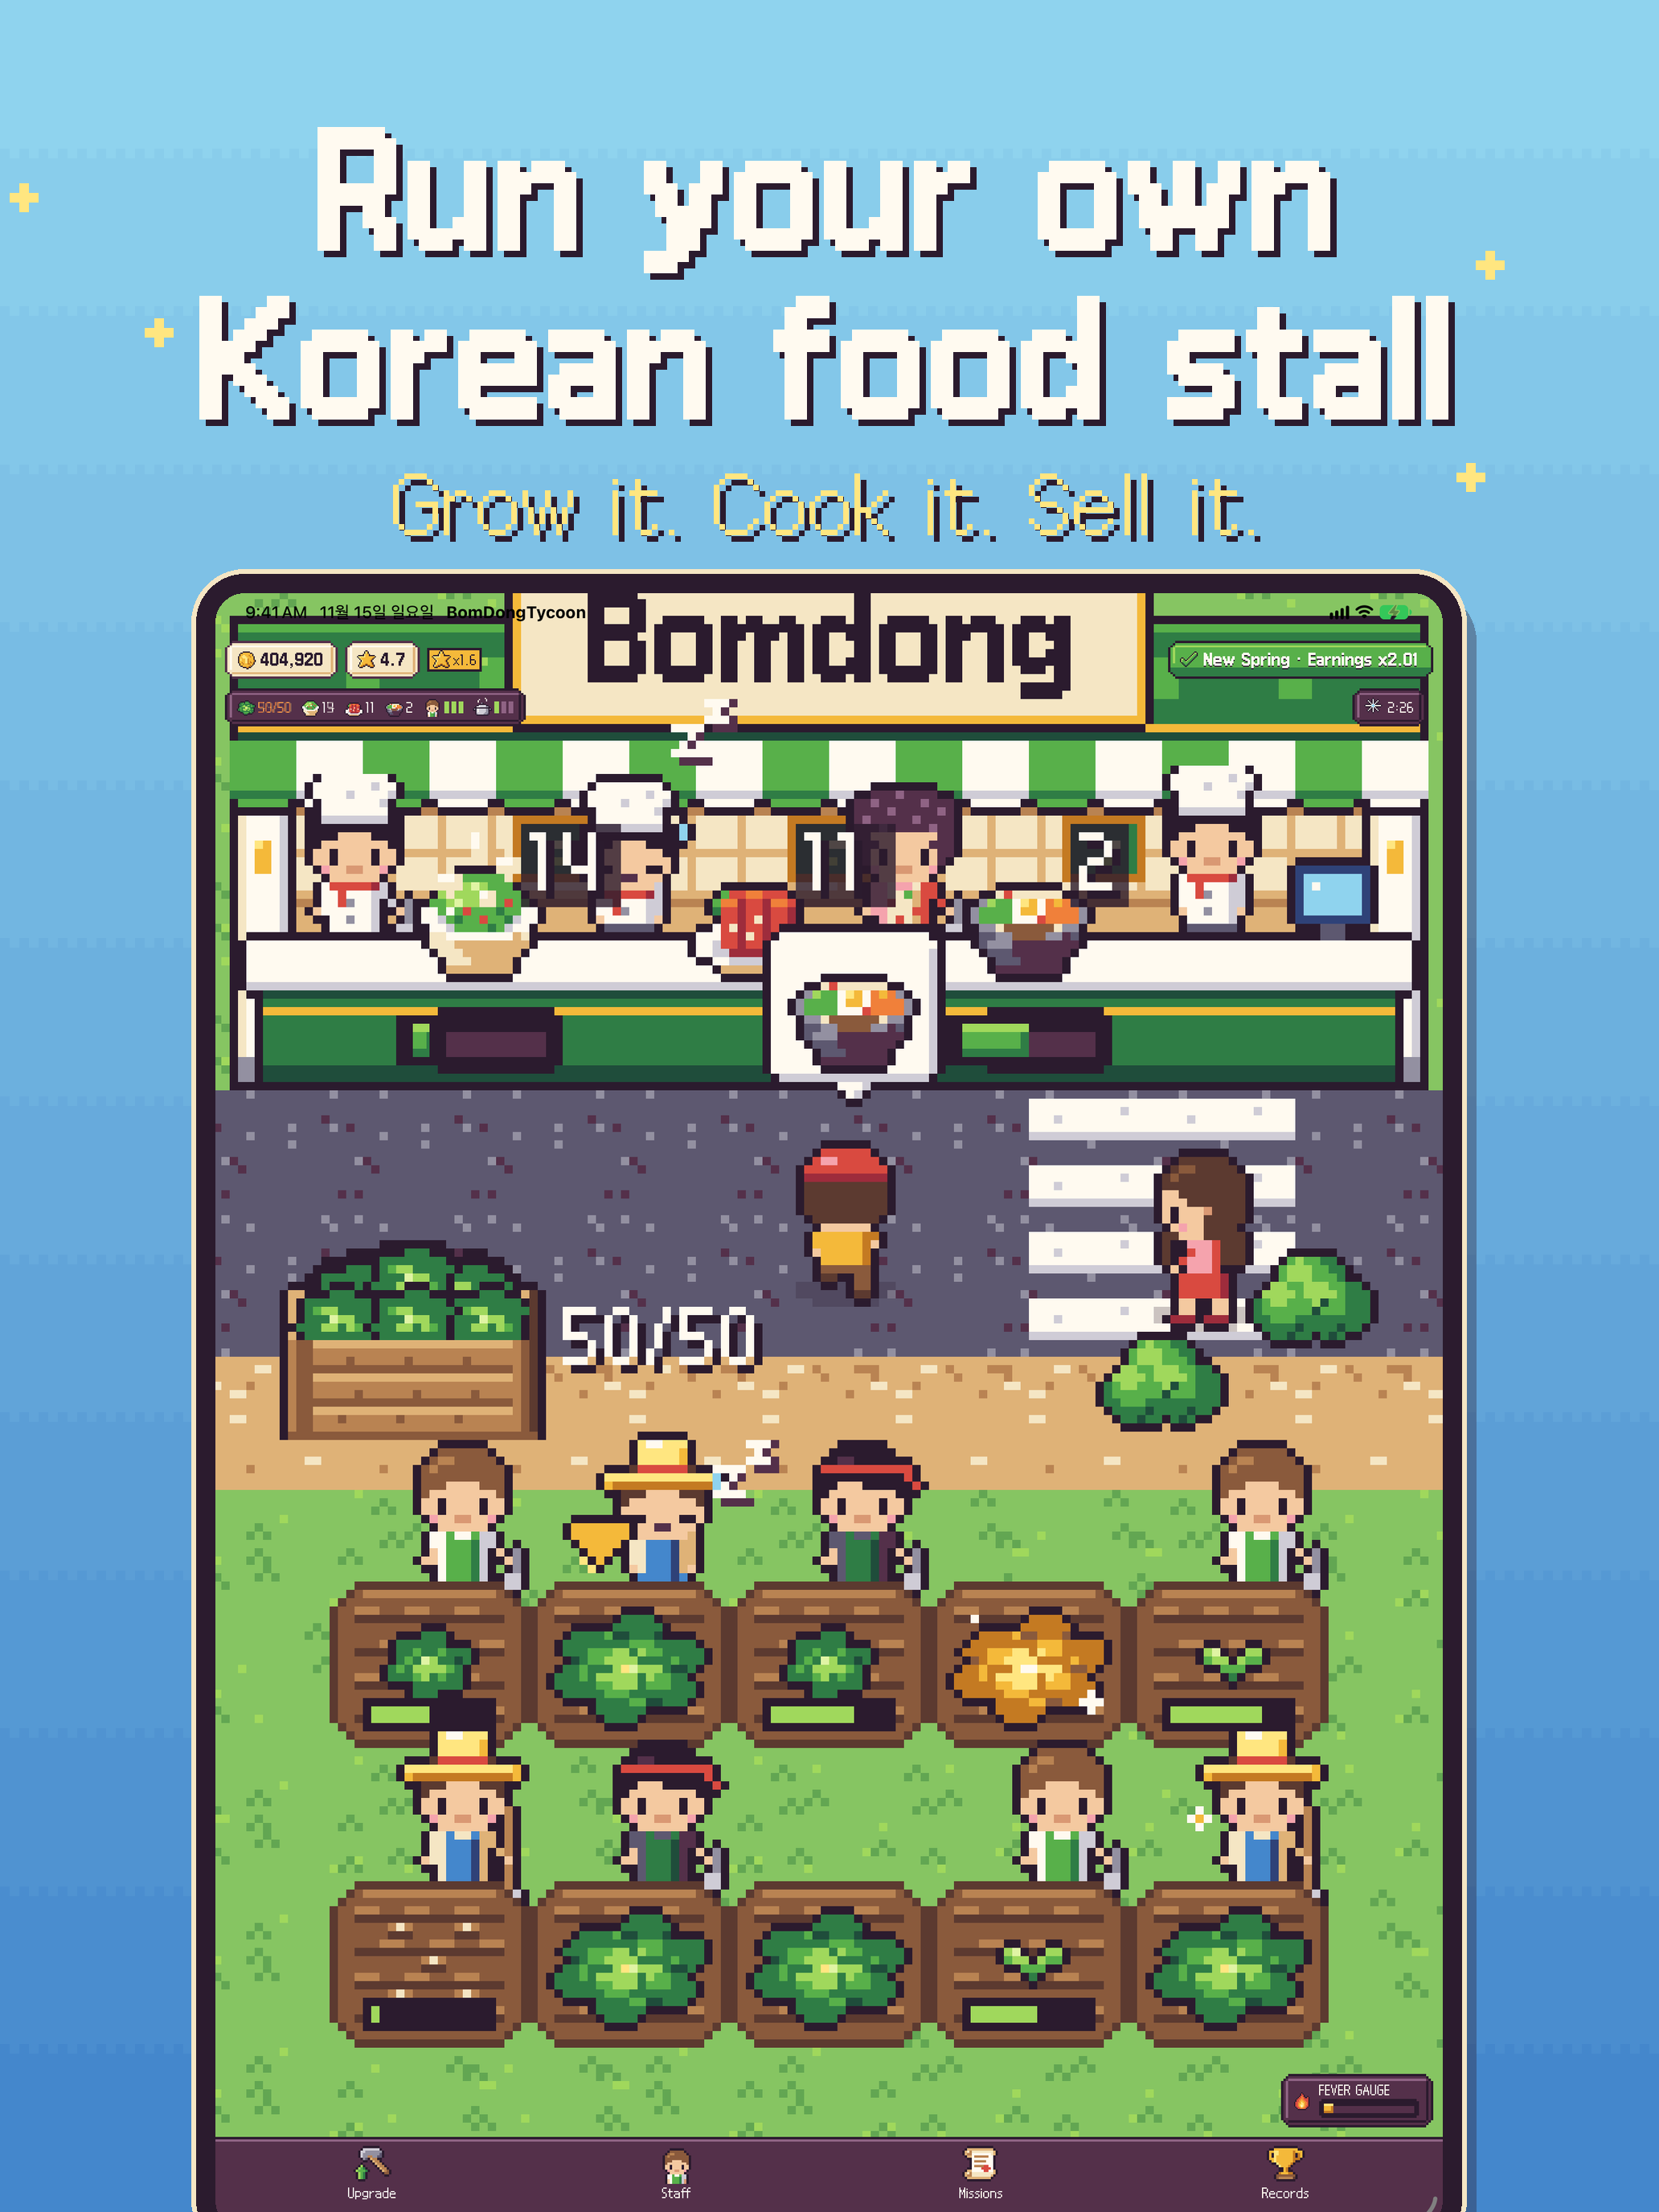 Run your own
Korean food stall
Grow it. Cook it. Sell it.
9:41 AM 11월 15일 일요일 BomDongTycoon
Bomdong
404,920 4.7 x1.6
New Spring · Earnings x2.01
50/50 19 11 2
2:26
z
14 11 2
50/50
z
z
FEVER GAUGE
Upgrade Staff Missions Records